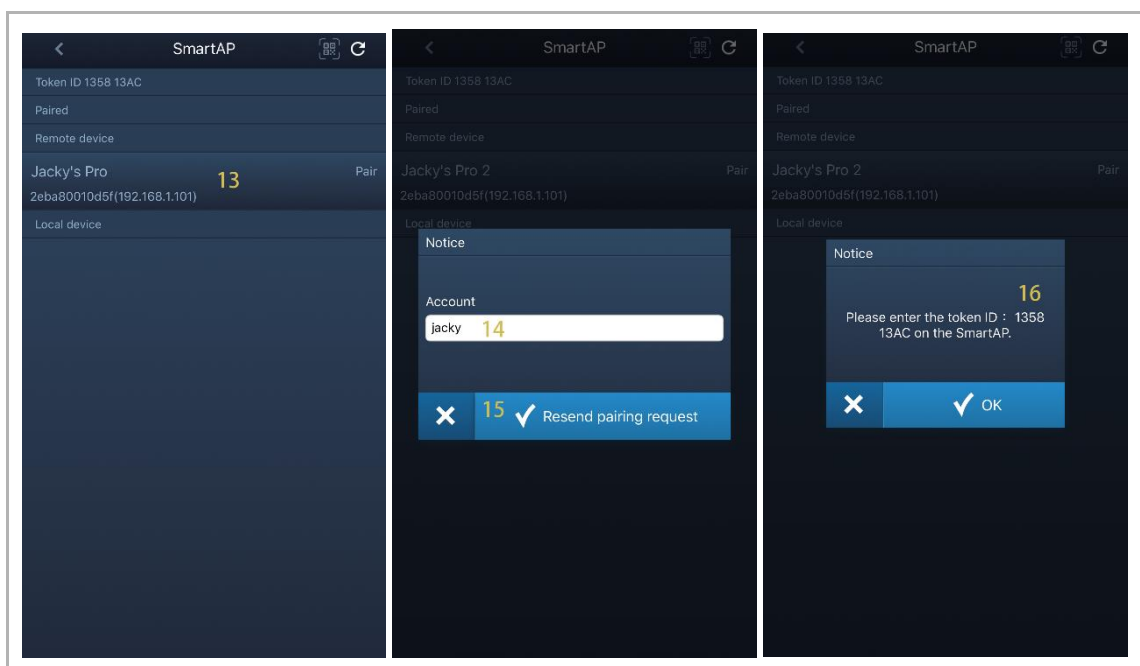 SmartAP
Token ID 1358 13AC
Paired
Remote device
Jacky's Pro
13
Pair
2eba80010d5f(192.168.1.101)
Local device
SmartAP
Token ID 1358 13AC
Paired
Remote device
Jacky's Pro 2
Pair
2eba80010d5f(192.168.1.101)
Local device
Notice
Account
jacky
14
15
Resend pairing request
SmartAP
Token ID 1358 13AC
Paired
Remote device
Jacky's Pro 2
Pair
2eba80010d5f(192.168.1.101)
Local device
Notice
16
Please enter the token ID : 1358
13AC on the SmartAP.
OK